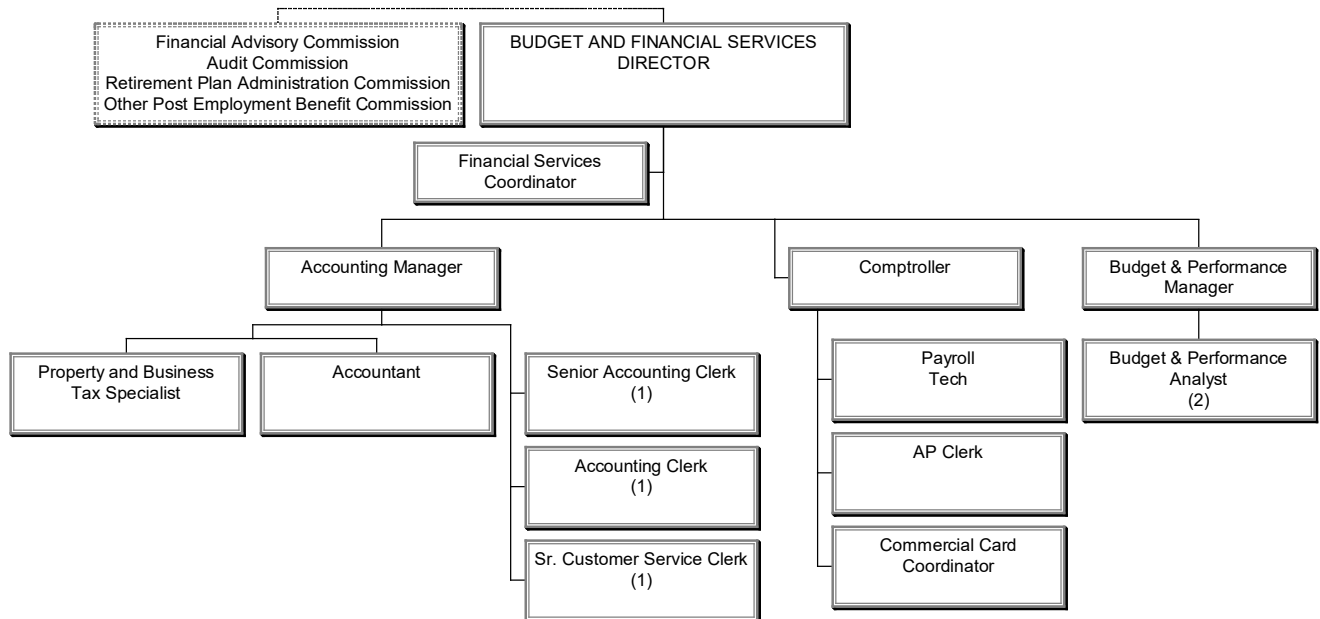 Financial Advisory Commission
Audit Commission
Retirement Plan Administration Commission
Other Post Employment Benefit Commission
BUDGET AND FINANCIAL SERVICES
DIRECTOR
Financial Services
Coordinator
Accounting Manager
Comptroller
Budget & Performance
Manager
Property and Business
Tax Specialist
Accountant
Senior Accounting Clerk
(1)
Payroll
Tech
Budget & Performance
Analyst
(2)
Accounting Clerk
(1)
AP Clerk
Sr. Customer Service Clerk
(1)
Commercial Card
Coordinator